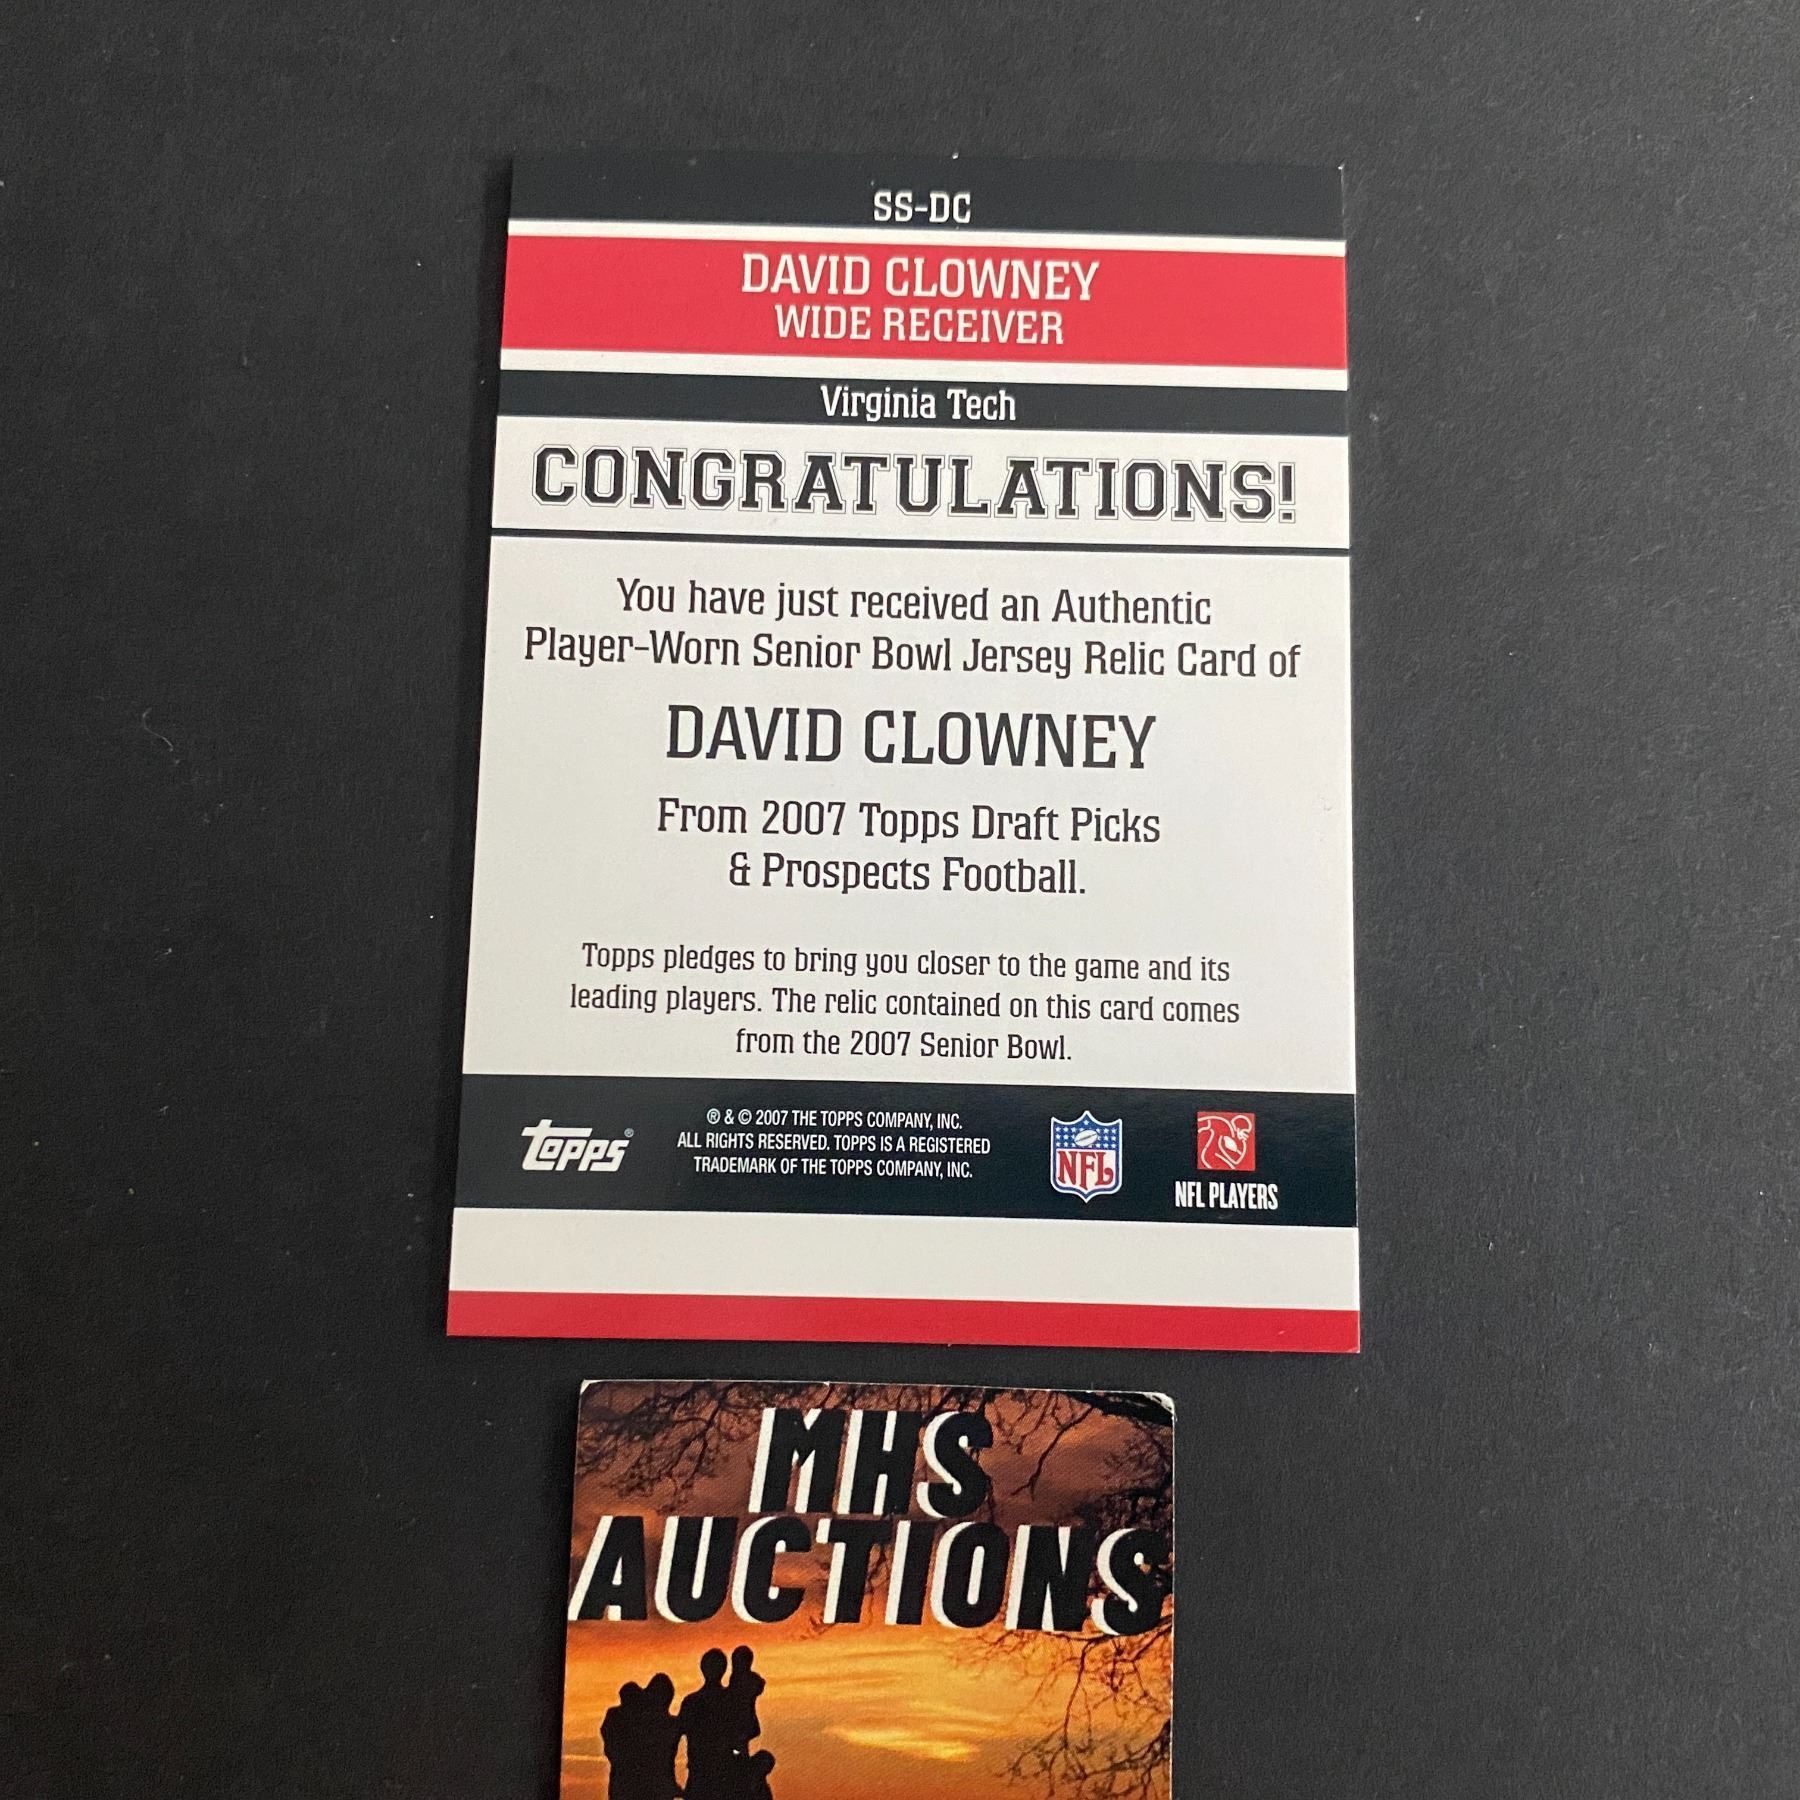 SS-DC
DAVID CLOWNEY
WIDE RECEIVER
Virginia Tech
CONGRATULATIONS!
You have just received an Authentic
Player-Worn Senior Bowl Jersey Relic Card of
DAVID CLOWNEY
From 2007 Topps Draft Picks
& Prospects Football.
Topps pledges to bring you closer to the game and its
leading players. The relic contained on this card comes
from the 2007 Senior Bowl.
Topps®
® & © 2007 THE TOPPS COMPANY, INC.
ALL RIGHTS RESERVED. TOPPS IS A REGISTERED
TRADEMARK OF THE TOPPS COMPANY, INC.
NFL
NFL PLAYERS
MHS
AUCTIONS